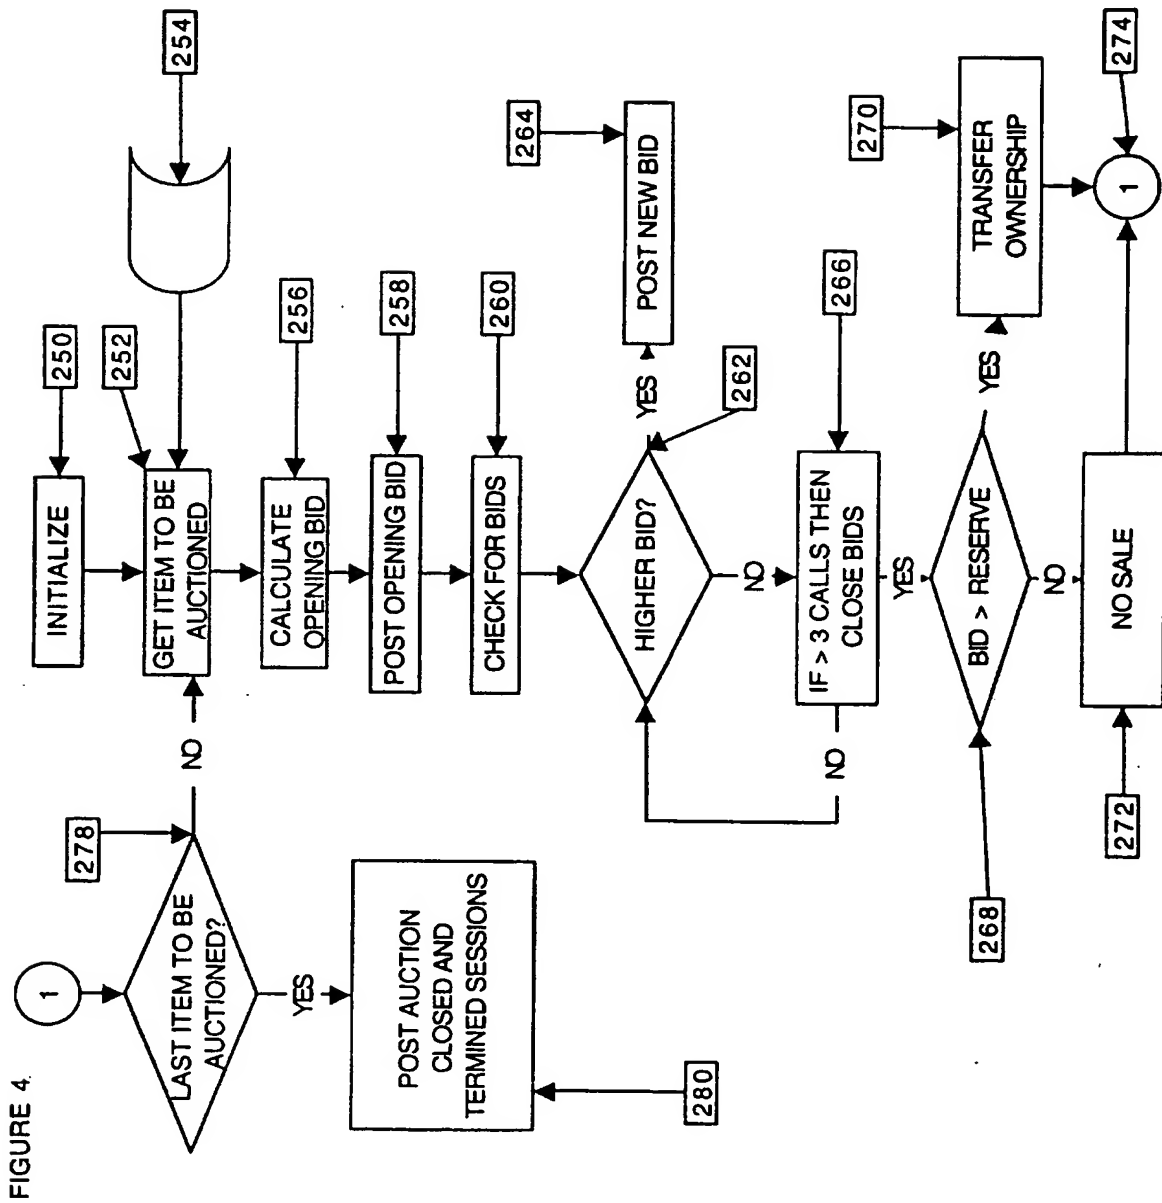 FIGURE 4.
1
278
LAST ITEM TO BE
AUCTIONED?
NO
YES
POST AUCTION
CLOSED AND
TERMINED SESSIONS
280
INITIALIZE
250
252
GET ITEM TO BE
AUCTIONED
254
CALCULATE
OPENING BID
256
POST OPENING BID
258
CHECK FOR BIDS
260
HIGHER BID?
262
YES
POST NEW BID
264
NO
IF > 3 CALLS THEN
CLOSE BIDS
266
NO
YES
BID > RESERVE
268
YES
TRANSFER
OWNERSHIP
270
NO
NO SALE
272
1
274